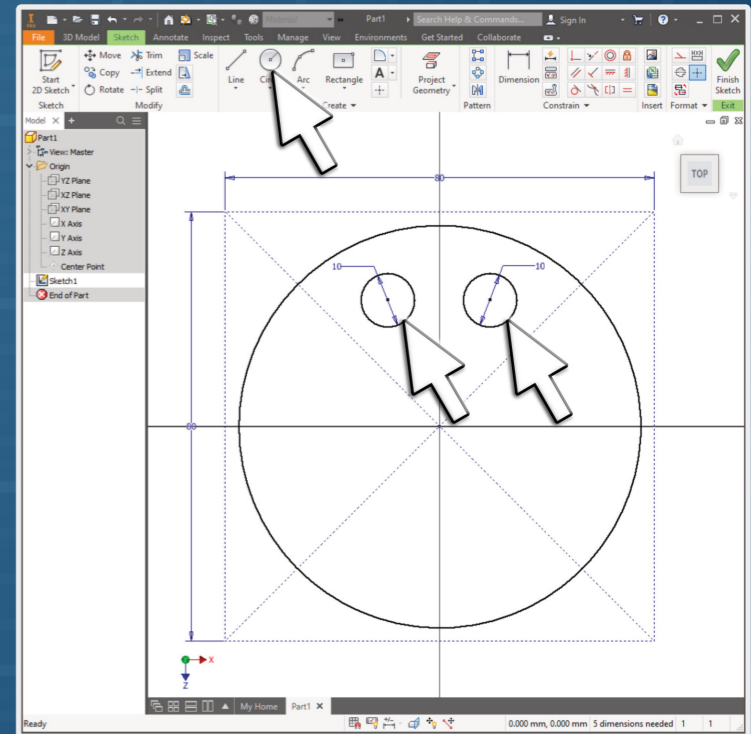 I PRO Material Part1 Search Help & Commands... Sign In
File 3D Model Sketch Annotate Inspect Tools Manage View Environments Get Started Collaborate
Move Trim Scale
Copy Extend
Rotate Split
Start
2D Sketch
Line Arc Rectangle
Project
Geometry
Dimension
Finish
Sketch
Sketch Modify Create Pattern Constrain Insert Format Exit
Model
Part1
View: Master
Origin
YZ Plane
XZ Plane
XY Plane
X Axis
Y Axis
Z Axis
Center Point
Sketch1
End of Part
TOP
80
10
10
X
Z
My Home Part1
Ready
0.000 mm, 0.000 mm 5 dimensions needed 1 1